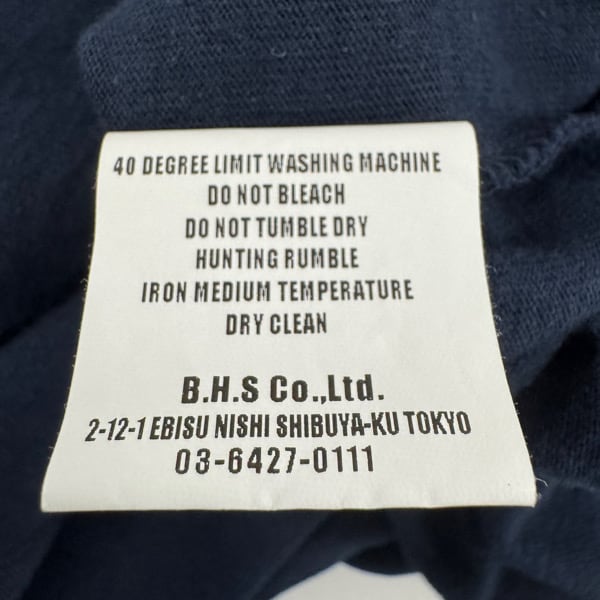 40 DEGREE LIMIT WASHING MACHINE
DO NOT BLEACH
DO NOT TUMBLE DRY
HUNTING RUMBLE
IRON MEDIUM TEMPERATURE
DRY CLEAN
B.H.S Co.,Ltd.
2-12-1 EBISU NISHI SHIBUYA-KU TOKYO
03-6427-0111